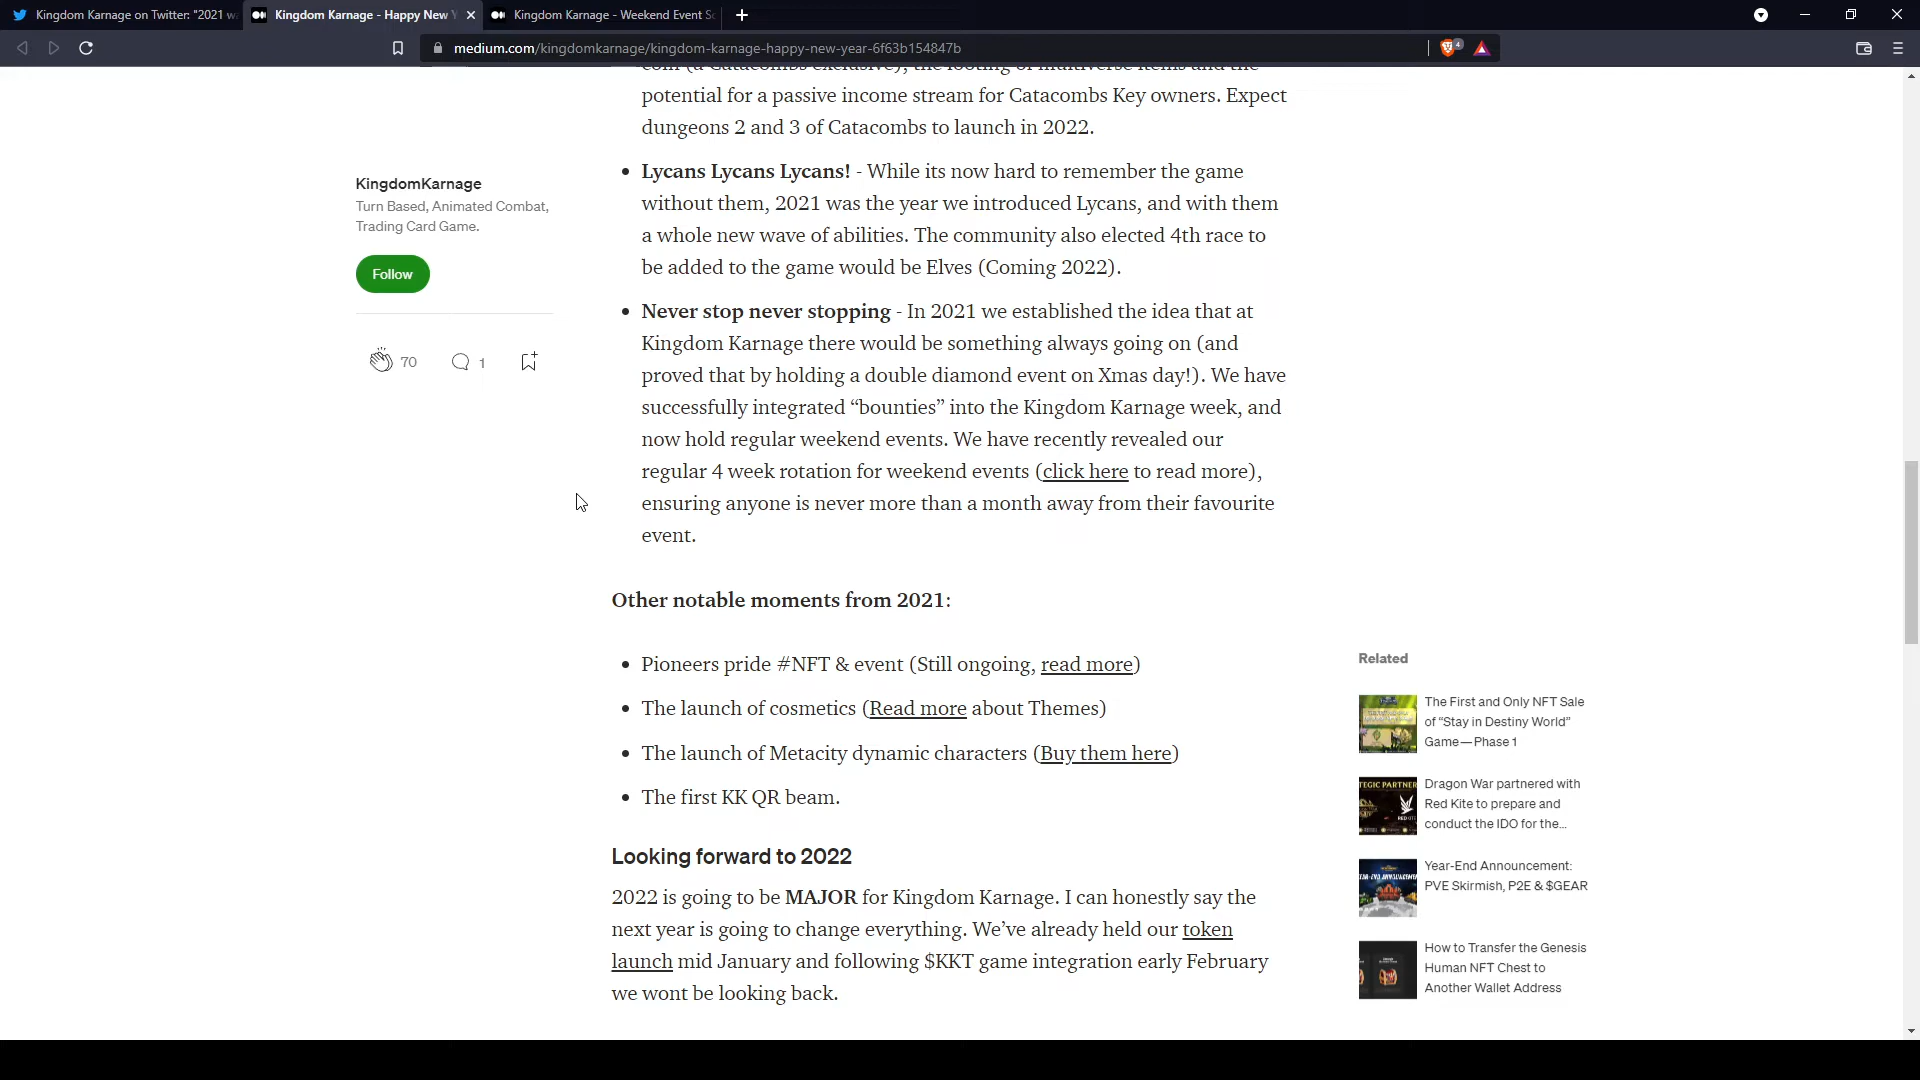 Kingdom Karnage on Twitter: "2021 w
Kingdom Karnage - Happy New Y
Kingdom Karnage - Weekend Event Sc
medium.com/kingdomkarnage/kingdom-karnage-happy-new-year-6f63b154847b
4
com (a Catacombs exclusive), the looting of multiverse items and the
potential for a passive income stream for Catacombs Key owners. Expect
dungeons 2 and 3 of Catacombs to launch in 2022.
KingdomKarnage
Turn Based, Animated Combat,
Trading Card Game.
Follow
70
1
• Lycans Lycans Lycans! - While its now hard to remember the game
without them, 2021 was the year we introduced Lycans, and with them
a whole new wave of abilities. The community also elected 4th race to
be added to the game would be Elves (Coming 2022).
• Never stop never stopping - In 2021 we established the idea that at
Kingdom Karnage there would be something always going on (and
proved that by holding a double diamond event on Xmas day!). We have
successfully integrated “bounties” into the Kingdom Karnage week, and
now hold regular weekend events. We have recently revealed our
regular 4 week rotation for weekend events (click here to read more),
ensuring anyone is never more than a month away from their favourite
event.
Other notable moments from 2021:
• Pioneers pride #NFT & event (Still ongoing, read more)
• The launch of cosmetics (Read more about Themes)
• The launch of Metacity dynamic characters (Buy them here)
• The first KK QR beam.
Looking forward to 2022
2022 is going to be MAJOR for Kingdom Karnage. I can honestly say the
next year is going to change everything. We’ve already held our token
launch mid January and following $KKT game integration early February
we wont be looking back.
Related
The First and Only NFT Sale
of “Stay in Destiny World”
Game — Phase 1
Dragon War partnered with
Red Kite to prepare and
conduct the IDO for the…
Year-End Announcement:
PVE Skirmish, P2E & $GEAR
How to Transfer the Genesis
Human NFT Chest to
Another Wallet Address